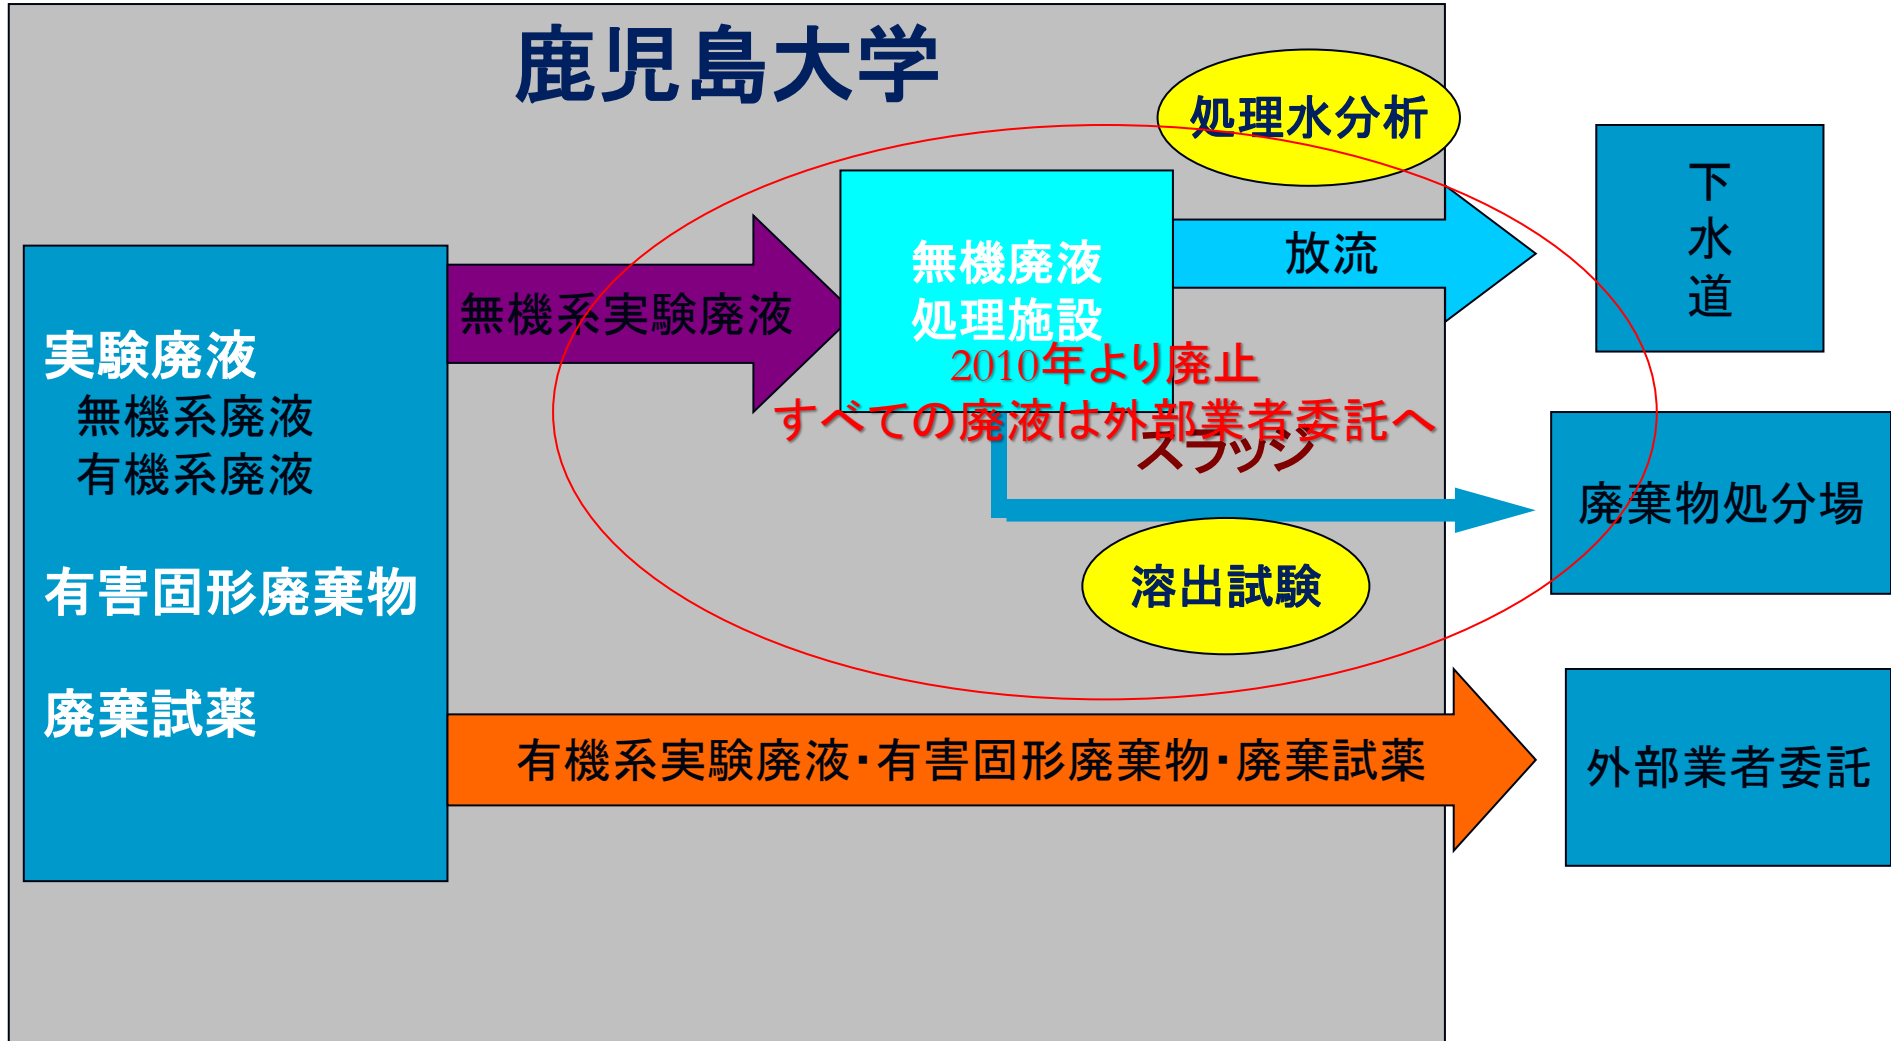 鹿児島大学
処理水分析
下
水
道
無機廃液
処理施設
放流
無機系実験廃液
実験廃液
無機系廃液
有機系廃液
有害固形廃棄物
廃棄試薬
2010年より廃止
すべての廃液は外部業者委託へ
スラッジ
廃棄物処分場
溶出試験
有機系実験廃液・有害固形廃棄物・廃棄試薬
外部業者委託